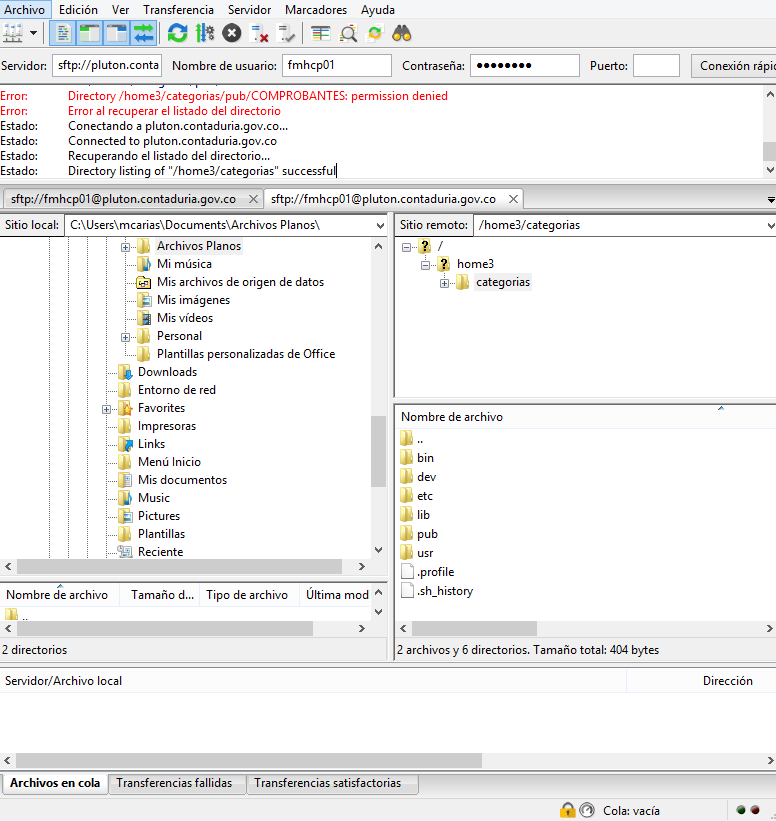 Archivo Edición Ver Transferencia Servidor Marcadores Ayuda
Servidor: sftp://pluton.conta Nombre de usuario: fmhcp01 Contraseña: ●●●●●●●● Puerto: Conexión rápi
Error: Directory /home3/categorias/pub/COMPROBANTES: permission denied
Error: Error al recuperar el listado del directorio
Estado: Conectando a pluton.contaduria.gov.co...
Estado: Connected to pluton.contaduria.gov.co
Estado: Recuperando el listado del directorio...
Estado: Directory listing of "/home3/categorias" successful
sftp://fmhcp01@pluton.contaduria.gov.co sftp://fmhcp01@pluton.contaduria.gov.co
Sitio local: C:\Users\mcarias\Documents\Archivos Planos\
Archivos Planos
Mi música
Mis archivos de origen de datos
Mis imágenes
Mis vídeos
Personal
Plantillas personalizadas de Office
Downloads
Entorno de red
Favorites
Impresoras
Links
Menú Inicio
Mis documentos
Music
Pictures
Plantillas
Reciente
Nombre de archivo Tamaño d... Tipo de archivo Última mod
..
2 directorios
Sitio remoto: /home3/categorias
/
home3
categorias
Nombre de archivo
..
bin
dev
etc
lib
pub
usr
.profile
.sh_history
2 archivos y 6 directorios. Tamaño total: 404 bytes
Servidor/Archivo local Dirección
Archivos en cola Transferencias fallidas Transferencias satisfactorias
Cola: vacía